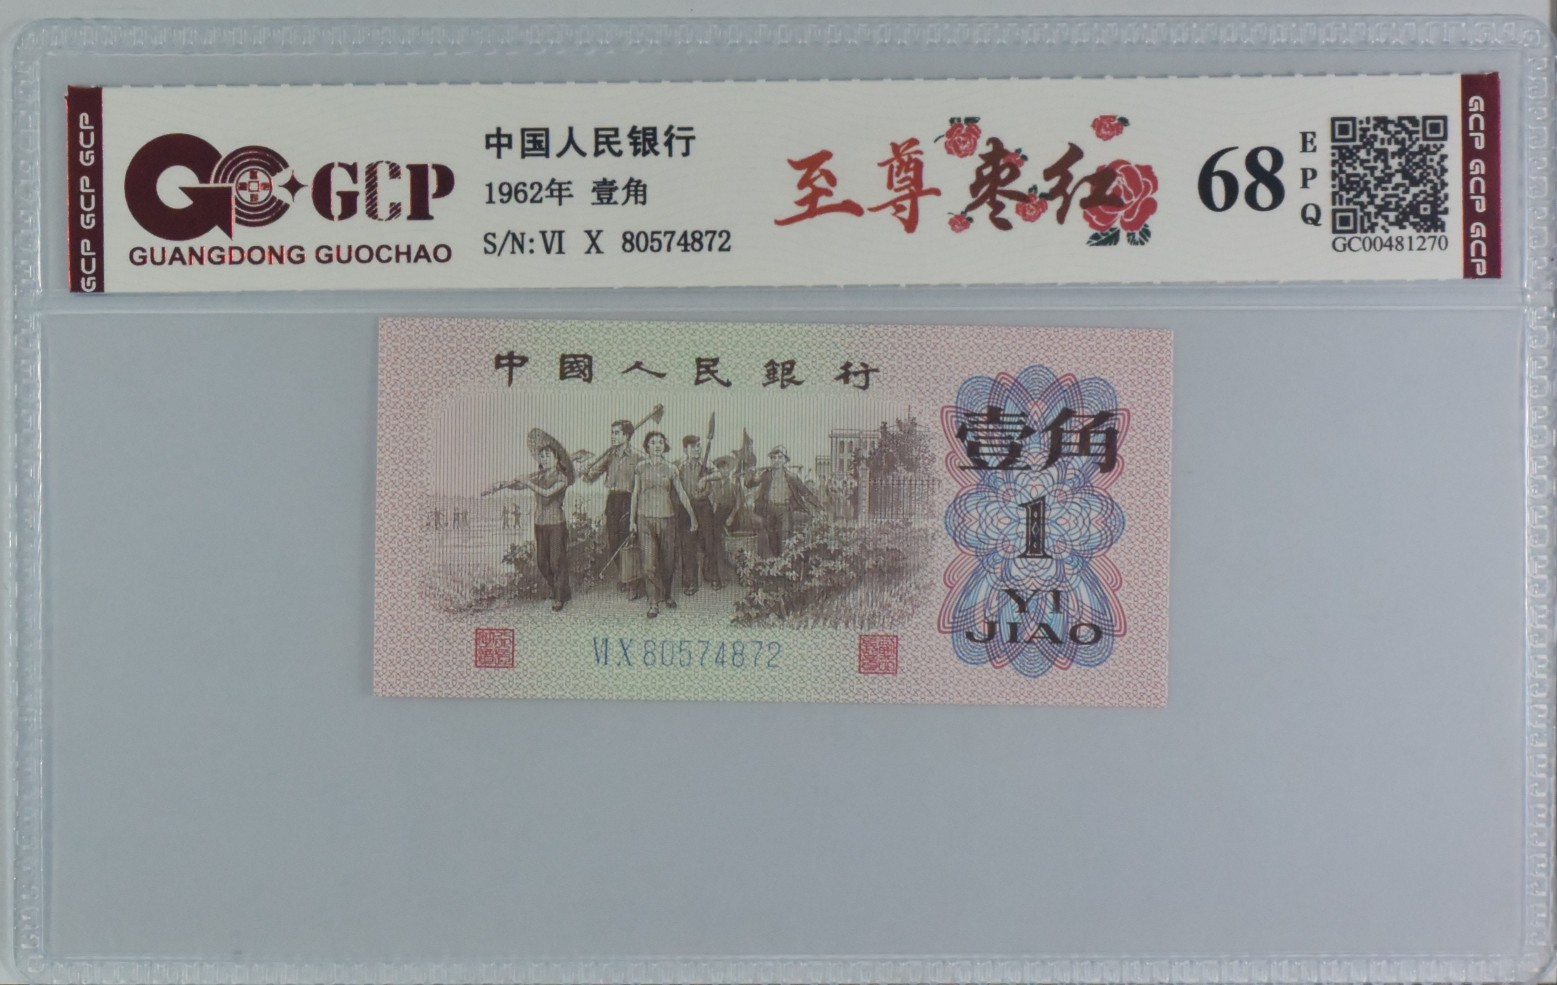 GCP GCP GCP
GCP
GUANGDONG GUOCHAO
中国人民银行
1962年 壹角
S/N:VI X 80574872
至尊枣红
68
EPQ
GC00481270
GCP GCP GCP
中國人民銀行
壹角
1
YI
JIAO
VI X 80574872